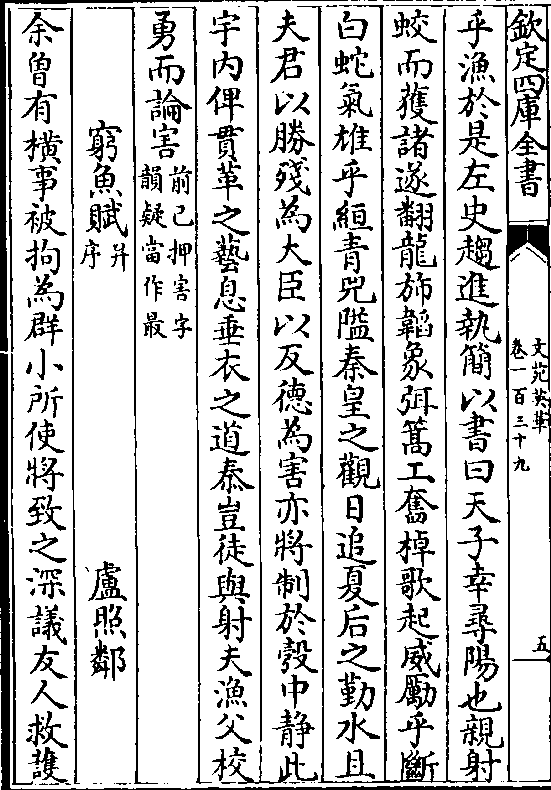 欽定四庫全書
文苑英華
卷一百三十九
五
乎漁於是左史趨進執簡以書曰天子幸尋陽也親射
蛟而獲諸遂翻龍斾韜象弭篙工奮棹歌起威勵乎斷
白蛇氣雄乎絙青兕隘秦皇之觀日追夏后之勤水且
夫君以勝殘為大臣以反德為害亦將制於彀中静此
宇内俾貫革之藝息垂衣之道泰豈徒與射夫漁父校
勇而論害前已押害字
韻疑當作最
窮魚賦并
序
盧照鄰
余曾有横事被拘為群小所使將致之深議友人救護